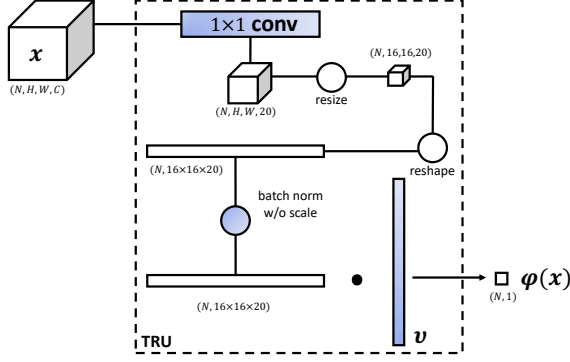 1×1 conv
x
(N, H, W, C)
(N, 16,16,20)
(N, H, W, 20)
resize
reshape
(N, 16×16×20)
batch norm
w/o scale
(N, 16×16×20)
φ(x)
(N, 1)
TRU
υ